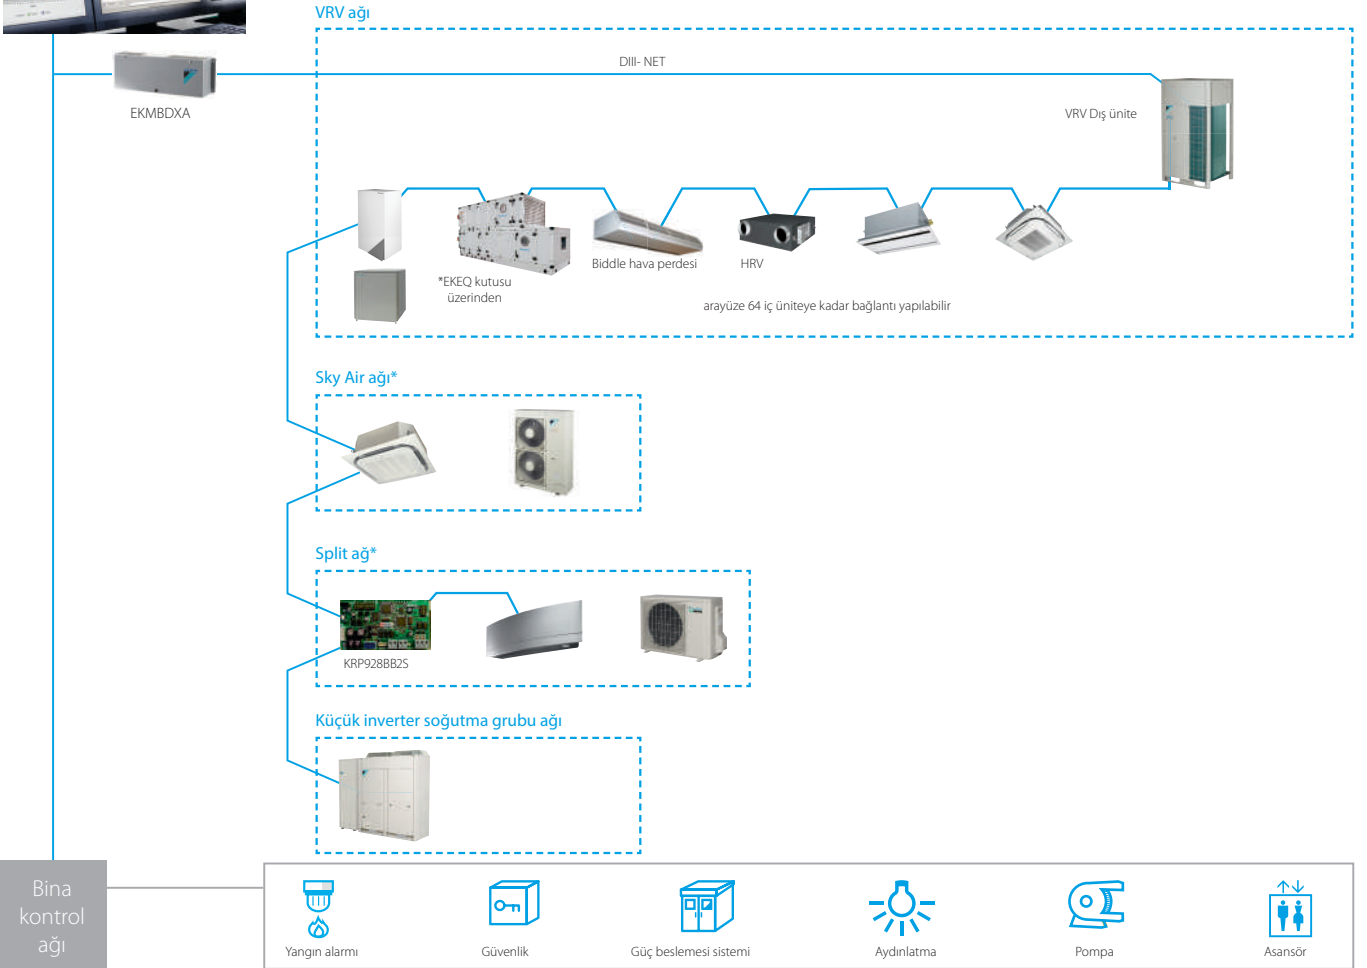 VRV ağı
DIII- NET
EKMBDXA
VRV Dış ünite
Biddle hava perdesi
HRV
*EKEQ kutusu
üzerinden
arayüze 64 iç üniteye kadar bağlantı yapılabilir
Sky Air ağı*
Split ağ*
KRP928BB2S
Küçük inverter soğutma grubu ağı
Bina
kontrol
ağı
Yangın alarmı
Güvenlik
Güç beslemesi sistemi
Aydınlatma
Pompa
Asansör